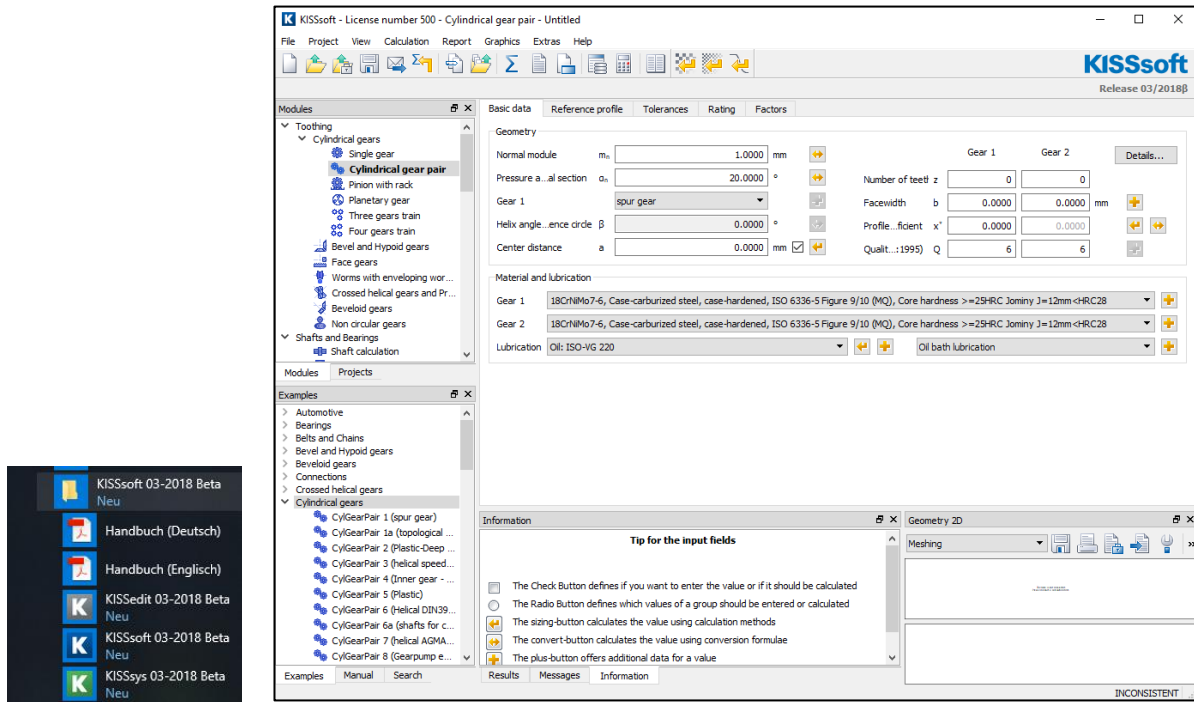 KISSsoft 03-2018 Beta
Neu
Handbuch (Deutsch)
Handbuch (Englisch)
KISSedit 03-2018 Beta
Neu
KISSsoft 03-2018 Beta
Neu
KISSsys 03-2018 Beta
Neu
KISSsoft - License number 500 - Cylindrical gear pair - Untitled
File Project View Calculation Report Graphics Extras Help
KISSsoft
Release 03/2018β
Modules
Toothing
Cylindrical gears
Single gear
Cylindrical gear pair
Pinion with rack
Planetary gear
Three gears train
Four gears train
Bevel and Hypoid gears
Face gears
Worms with enveloping wor...
Crossed helical gears and Pr...
Beveloid gears
Non circular gears
Shafts and Bearings
Shaft calculation
Modules Projects
Examples
Automotive
Bearings
Belts and Chains
Bevel and Hypoid gears
Beveloid gears
Connections
Crossed helical gears
Cylindrical gears
CylGearPair 1 (spur gear)
CylGearPair 1a (topological ...
CylGearPair 2 (Plastic-Deep ...
CylGearPair 3 (helical speed...
CylGearPair 4 (Inner gear - ...
CylGearPair 5 (Plastic)
CylGearPair 6 (Helical DIN39...
CylGearPair 6a (shafts for c...
CylGearPair 7 (helical AGMA...
CylGearPair 8 (Gearpump e...
Examples Manual Search
Basic data Reference profile Tolerances Rating Factors
Geometry
Normal module mn 1.0000 mm
Pressure a...al section αn 20.0000 °
Gear 1 spur gear
Helix angle...ence circle β 0.0000 °
Center distance a 0.0000 mm
Gear 1 Gear 2 Details...
Number of teeth z 0 0
Facewidth b 0.0000 0.0000 mm
Profile...ficient x* 0.0000 0.0000
Qualit...:1995) Q 6 6
Material and lubrication
Gear 1 18CrNiMo7-6, Case-carburized steel, case-hardened, ISO 6336-5 Figure 9/10 (MQ), Core hardness >=25HRC Jominy J=12mm<HRC28
Gear 2 18CrNiMo7-6, Case-carburized steel, case-hardened, ISO 6336-5 Figure 9/10 (MQ), Core hardness >=25HRC Jominy J=12mm<HRC28
Lubrication Oil: ISO-VG 220 Oil bath lubrication
Information
Tip for the input fields
The Check Button defines if you want to enter the value or if it should be calculated
The Radio Button defines which values of a group should be entered or calculated
The sizing-button calculates the value using calculation methods
The convert-button calculates the value using conversion formulae
The plus-button offers additional data for a value
Results Messages Information
Geometry 2D
Meshing
INCONSISTENT